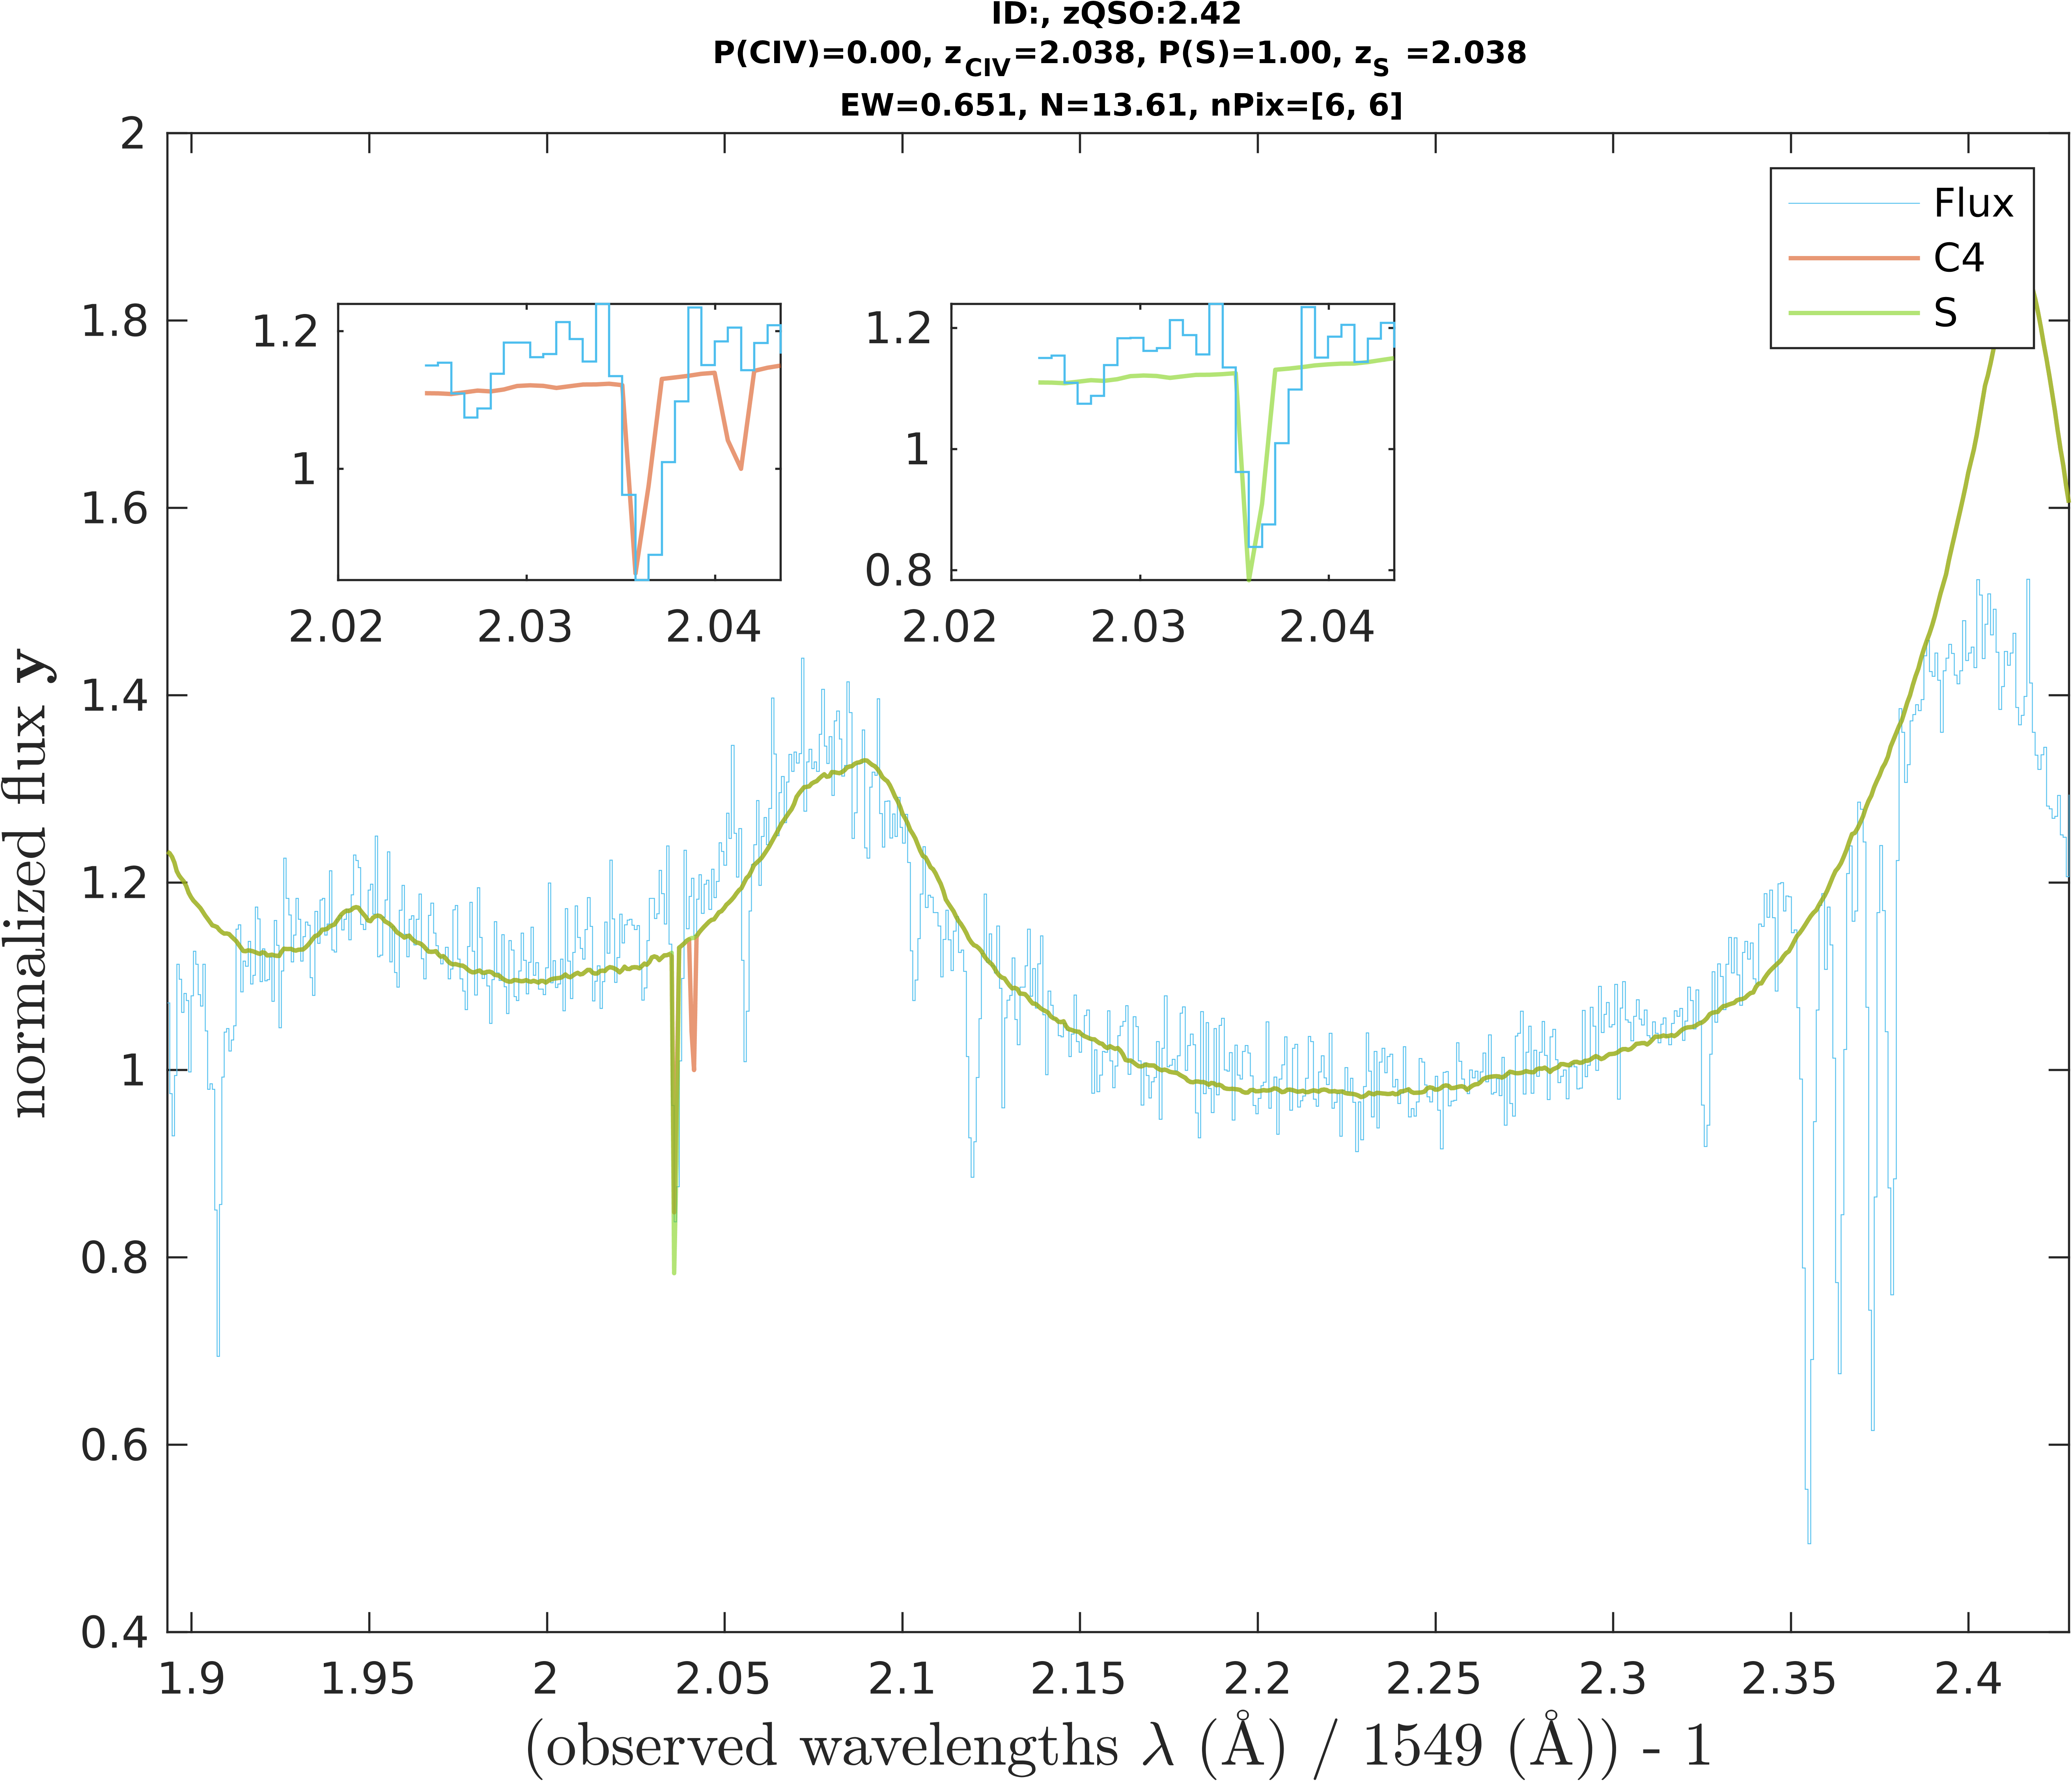 ID:, zQSO:2.42
P(CIV)=0.00, zCIV=2.038, P(S)=1.00, zS =2.038
EW=0.651, N=13.61, nPix=[6, 6]
2
1.8
1.6
1.4
1.2
1
0.8
0.6
0.4
normalized flux y
Flux
C4
S
1.2
1
2.02 2.03 2.04
1.2
1
0.8
2.02 2.03 2.04
1.9 1.95 2 2.05 2.1 2.15 2.2 2.25 2.3 2.35 2.4
(observed wavelengths λ (Å) / 1549 (Å)) - 1